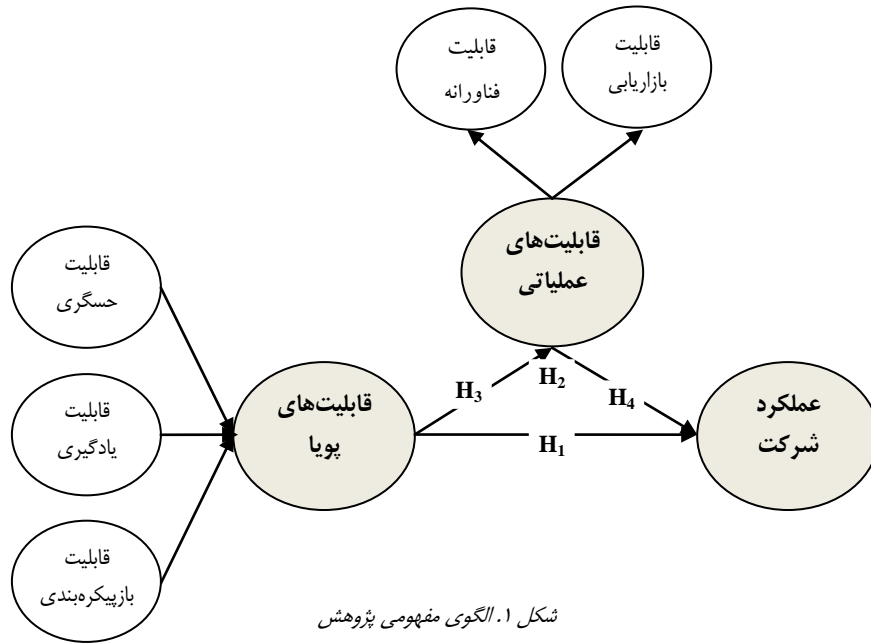 قابلیت
بازاریابی
قابلیت
فناورانه
قابلیت‌های
عملیاتی
قابلیت
حسگری
قابلیت
یادگیری
قابلیت
بازپیکره‌بندی
قابلیت‌های
پویا
H3
H2
H4
H1
عملکرد
شرکت
شکل ۱. الگوی مفهومی پژوهش